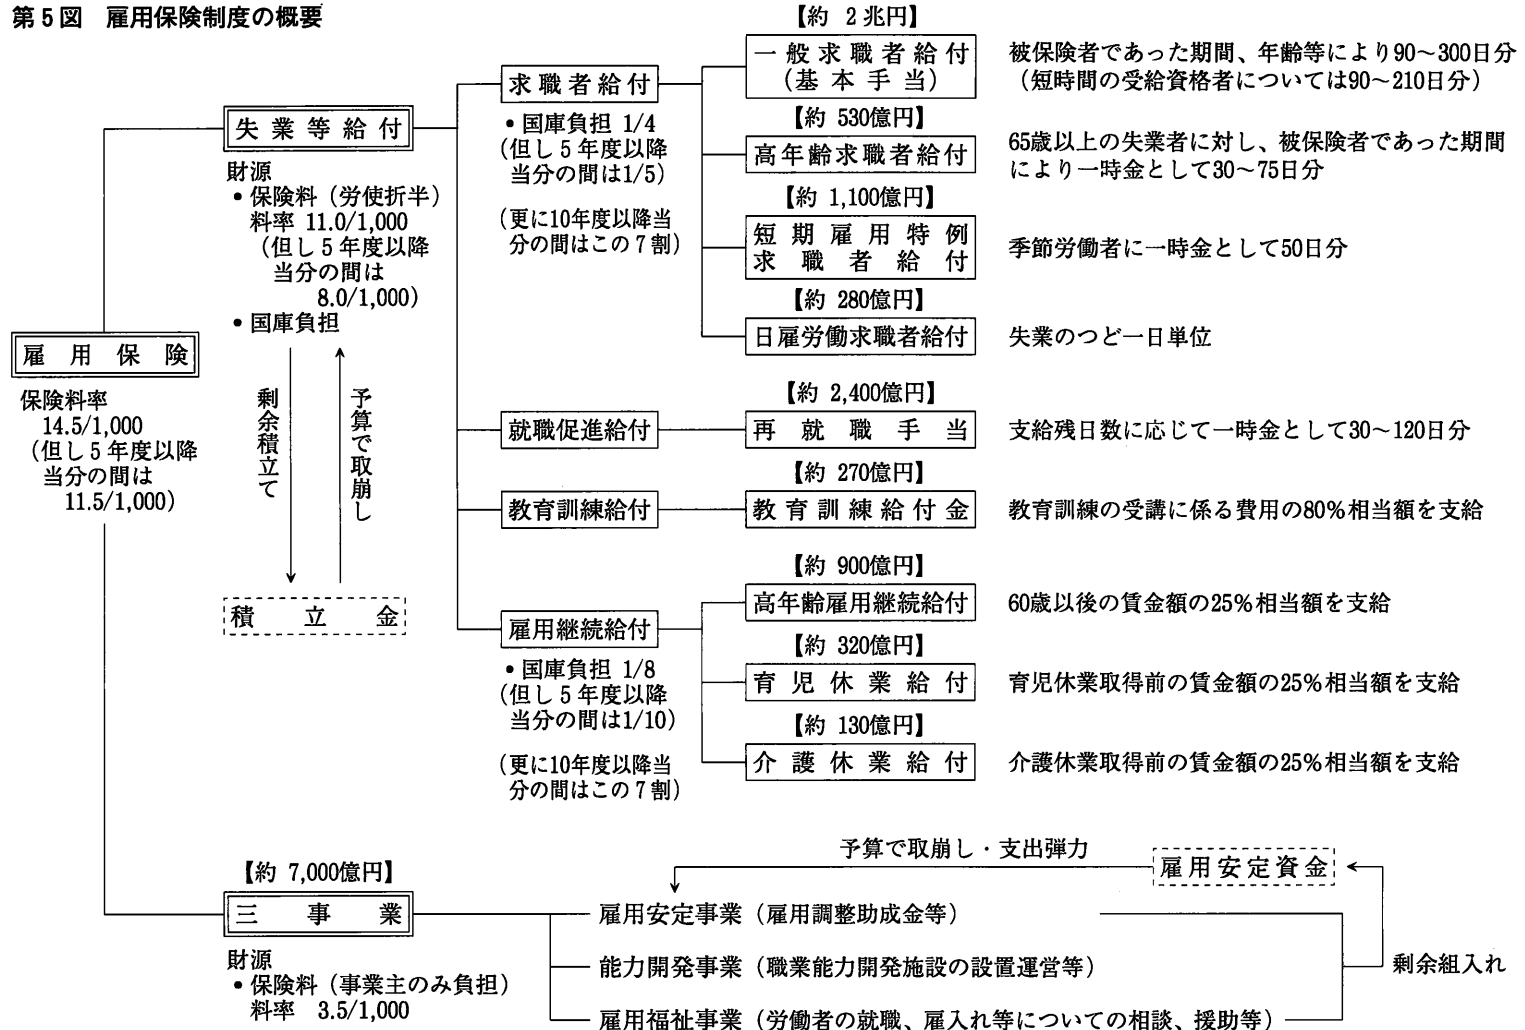 第5図 雇用保険制度の概要
雇用保険
保険料率
14.5/1,000
(但し5年度以降
当分の間は
11.5/1,000)
失業等給付
財源
•保険料(労使折半)
料率 11.0/1,000
(但し5年度以降
当分の間は
8.0/1,000)
•国庫負担
剰余積立て
予算で取崩し
積立金
求職者給付
•国庫負担 1/4
(但し5年度以降
当分の間は1/5)
(更に10年度以降当
分の間はこの7割)
【約 2兆円】
一般求職者給付
(基本手当)
被保険者であった期間、年齢等により90~300日分
(短時間の受給資格者については90~210日分)
【約 530億円】
高年齢求職者給付
65歳以上の失業者に対し、被保険者であった期間
により一時金として30~75日分
【約 1,100億円】
短期雇用特例
求職者給付
季節労働者に一時金として50日分
【約 280億円】
日雇労働求職者給付
失業のつど一日単位
就職促進給付
【約 2,400億円】
再就職手当
支給残日数に応じて一時金として30~120日分
教育訓練給付
【約 270億円】
教育訓練給付金
教育訓練の受講に係る費用の80%相当額を支給
雇用継続給付
•国庫負担 1/8
(但し5年度以降
当分の間は1/10)
(更に10年度以降当
分の間はこの7割)
【約 900億円】
高年齢雇用継続給付
60歳以後の賃金額の25%相当額を支給
【約 320億円】
育児休業給付
育児休業取得前の賃金額の25%相当額を支給
【約 130億円】
介護休業給付
介護休業取得前の賃金額の25%相当額を支給
【約 7,000億円】
三事業
財源
•保険料(事業主のみ負担)
料率 3.5/1,000
予算で取崩し・支出弾力
雇用安定資金
雇用安定事業(雇用調整助成金等)
能力開発事業(職業能力開発施設の設置運営等)
雇用福祉事業(労働者の就職、雇入れ等についての相談、援助等)
剰余組入れ